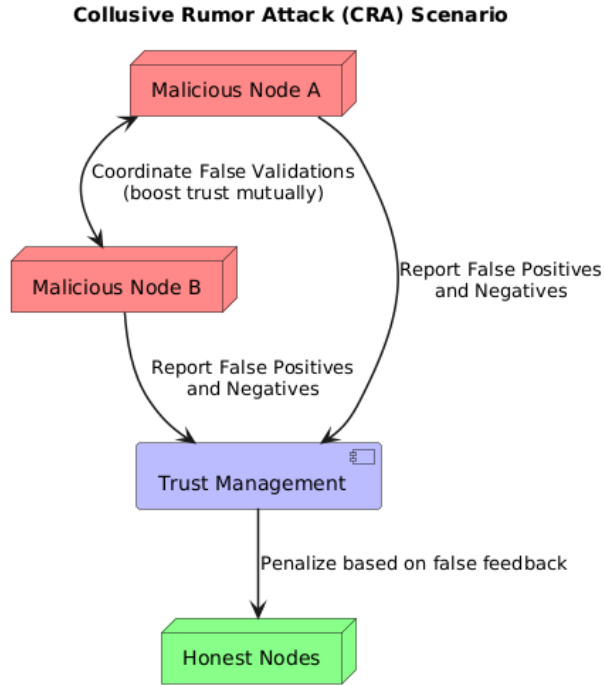 Collusive Rumor Attack (CRA) Scenario
Malicious Node A
Coordinate False Validations
(boost trust mutually)
Report False Positives
and Negatives
Malicious Node B
Report False Positives
and Negatives
Trust Management
Penalize based on false feedback
Honest Nodes